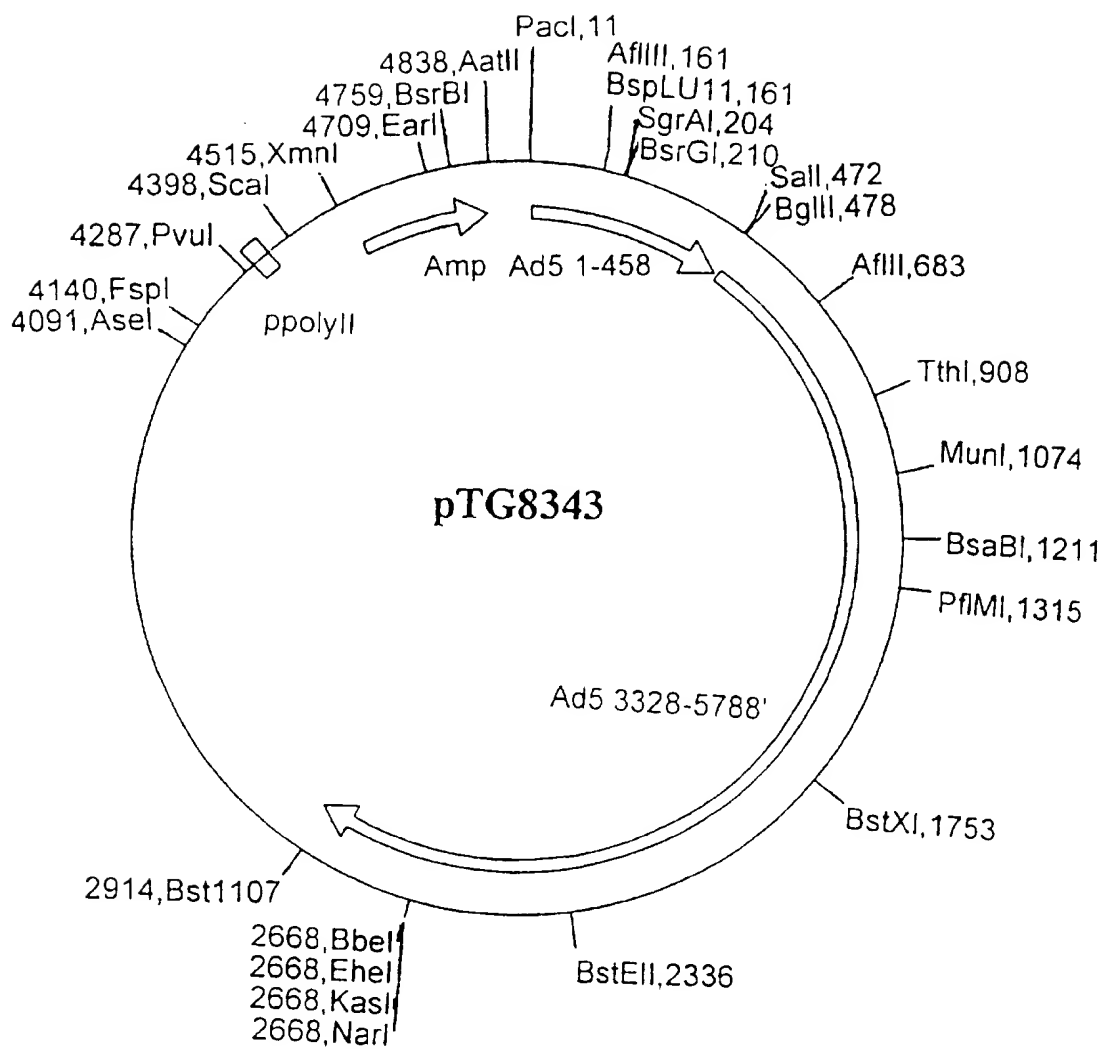 PacI,11
AflIII,161
BspLU11,161
SgrAI,204
BsrGI,210
SalI,472
BglII,478
AflII,683
TthI,908
MunI,1074
BsaBI,1211
PflMI,1315
BstXI,1753
BstEII,2336
2668,BbeI
2668,EheI
2668,KasI
2668,NarI
2914,Bst1107
4091,AseI
4140,FspI
4287,PvuI
4398,ScaI
4515,XmnI
4709,EarI
4759,BsrBI
4838,AatII
Amp
Ad5 1-458
ppolyII
pTG8343
Ad5 3328-5788'